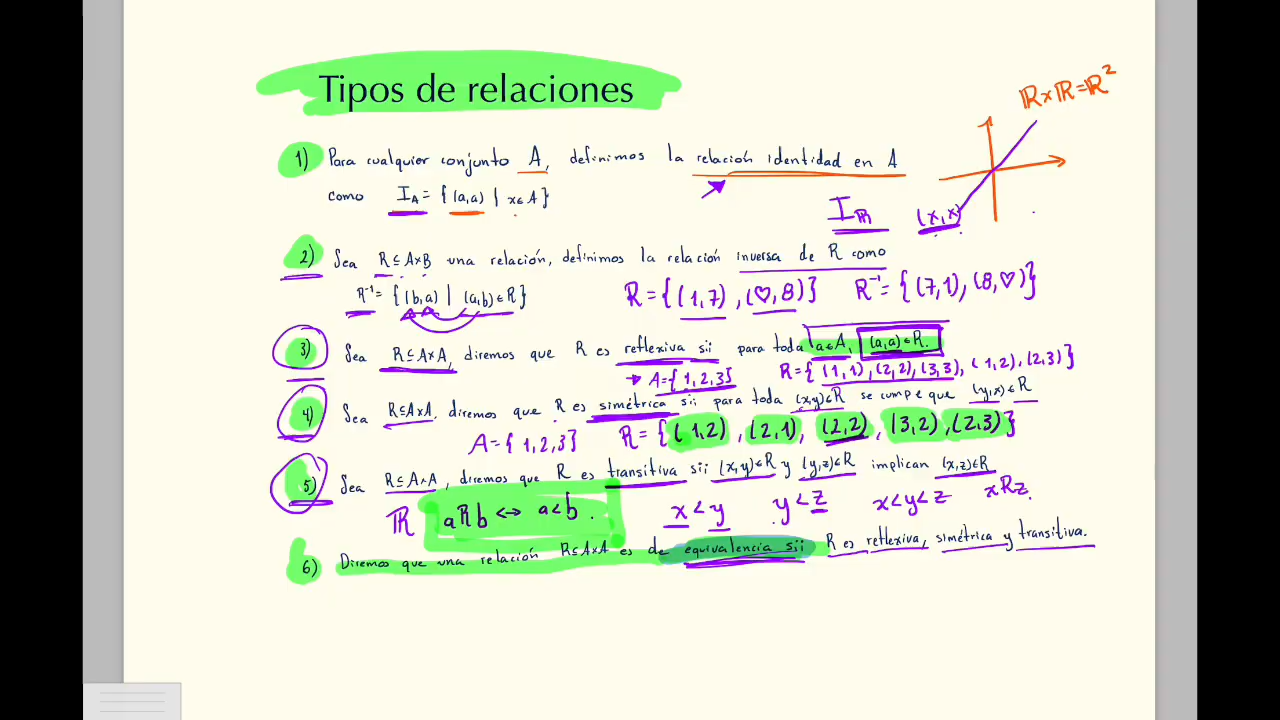 Tipos de relaciones
ℝ×ℝ=ℝ²
1) Para cualquier conjunto A, definimos la relación identidad en A
como I_A = { (a,a) | x ∈ A }
I_ℝ (x,x)
2) Sea R ⊆ A×B una relación, definimos la relación inversa de R como
R⁻¹ = { (b,a) | (a,b) ∈ R } R = { (1,7) , (♡,8) } R⁻¹ = { (7,1), (8,♡) }
3) Sea R ⊆ A×A, diremos que R es reflexiva sii para toda a ∈ A, (a,a) ∈ R.
→ A = { 1,2,3 } R = { (1,1), (2,2), (3,3), (1,2), (2,3) }
4) Sea R ⊆ A×A, diremos que R es simétrica sii para toda (x,y) ∈ R se cumpe que (y,x) ∈ R
A = { 1,2,3 } R = { (1,2) , (2,1), (2,2) , (3,2) , (2,3) }
5) Sea R ⊆ A×A, diremos que R es transitiva sii (x,y) ∈ R y (y,z) ∈ R implican (x,z) ∈ R
ℝ aRb ↔ a<b . x < y y < z x < y < z xRz.
6) Diremos que una relación R ⊆ A×A es de equivalencia sii R es reflexiva, simétrica y transitiva.